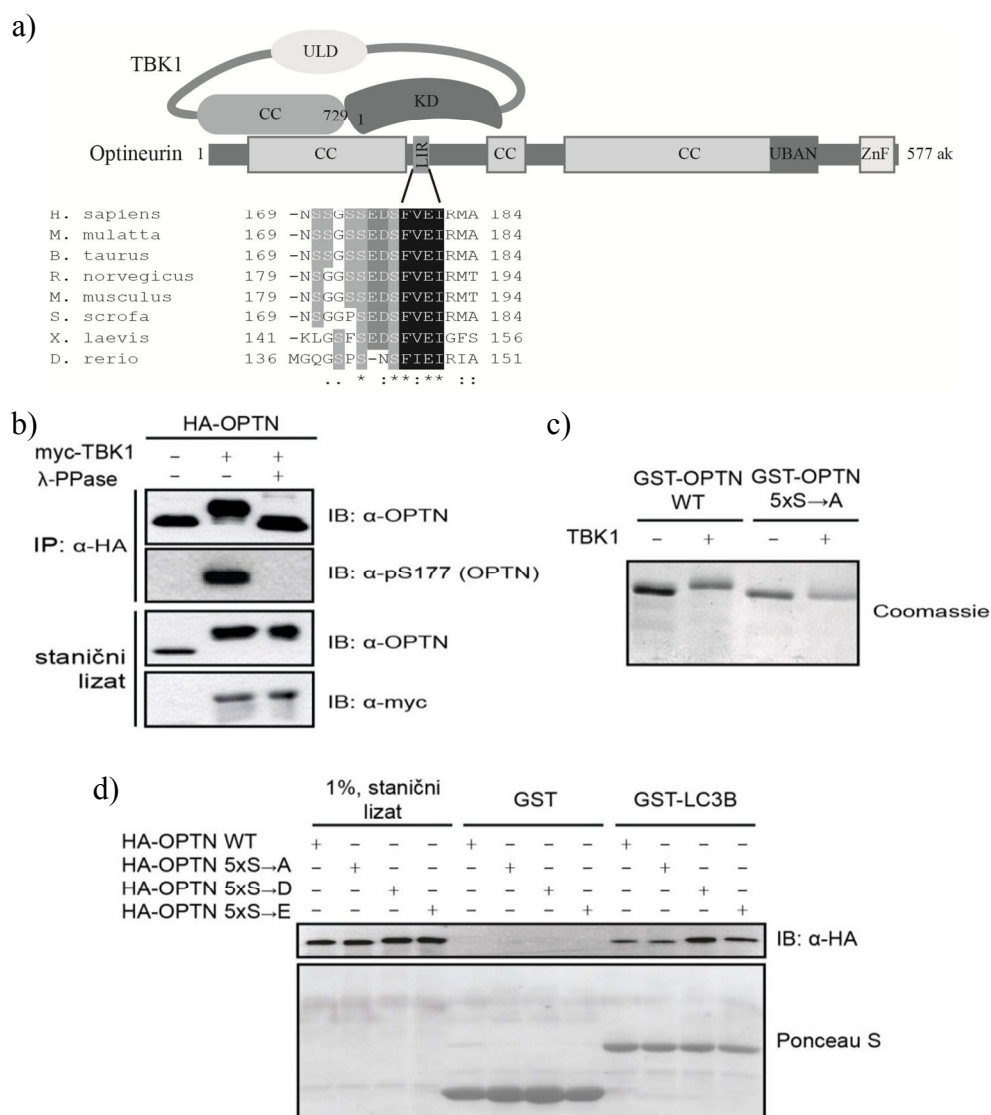 a)
ULD
TBK1
CC 729 1 KD
Optineurin 1 CC LIR CC CC UBAN ZnF 577 ak
H. sapiens 169 -NSSGSSEDSFVEIRMA 184
M. mulatta 169 -NSSGSSEDSFVEIRMA 184
B. taurus 169 -NSSGSSEDSFVEIRMA 184
R. norvegicus 179 -NSGGSSEDSFVEIRMT 194
M. musculus 179 -NSGGSSEDSFVEIRMT 194
S. scrofa 169 -NSGGPSEDSFVEIRMA 184
X. laevis 141 -KLGSFSEDSFVEIGFS 156
D. rerio 136 MGQGSPS-NSFIEIRIA 151
.. * :**:** ::
b)
HA-OPTN
myc-TBK1 – + +
λ-PPase – – +
IP: α-HA
IB: α-OPTN
IB: α-pS177 (OPTN)
stanični
lizat
IB: α-OPTN
IB: α-myc
c)
GST-OPTN
WT
GST-OPTN
5xS→A
TBK1 – + – +
Coomassie
d)
1%, stanični
lizat
GST
GST-LC3B
HA-OPTN WT + – – – + – – – + – – –
HA-OPTN 5xS→A – + – – – + – – – + – –
HA-OPTN 5xS→D – – + – – – + – – – + –
HA-OPTN 5xS→E – – – + – – – + – – – +
IB: α-HA
Ponceau S